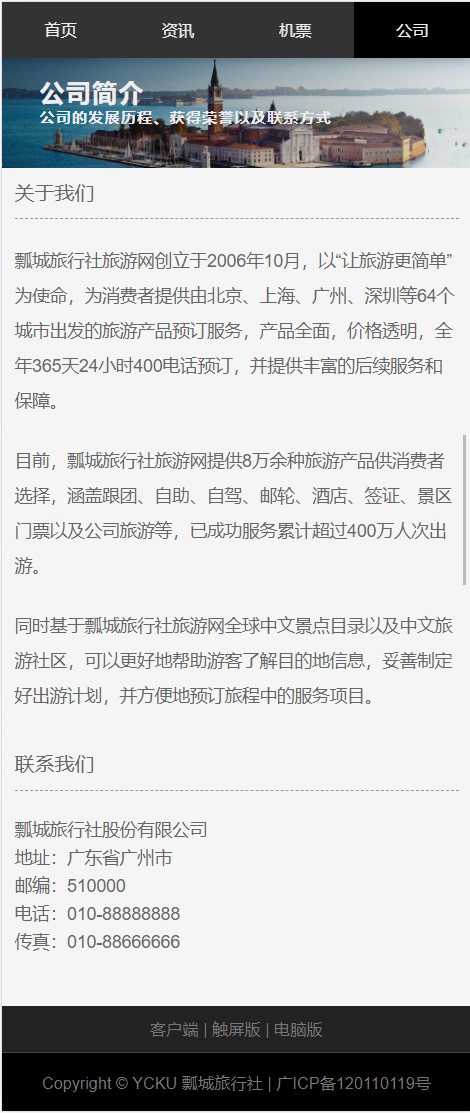 首页 资讯 机票 公司
公司简介
公司的发展历程、获得荣誉以及联系方式
关于我们
瓢城旅行社旅游网创立于2006年10月，以“让旅游更简单”
为使命，为消费者提供由北京、上海、广州、深圳等64个
城市出发的旅游产品预订服务，产品全面，价格透明，全
年365天24小时400电话预订，并提供丰富的后续服务和
保障。
目前，瓢城旅行社旅游网提供8万余种旅游产品供消费者
选择，涵盖跟团、自助、自驾、邮轮、酒店、签证、景区
门票以及公司旅游等，已成功服务累计超过400万人次出
游。
同时基于瓢城旅行社旅游网全球中文景点目录以及中文旅
游社区，可以更好地帮助游客了解目的地信息，妥善制定
好出游计划，并方便地预订旅程中的服务项目。
联系我们
瓢城旅行社股份有限公司
地址：广东省广州市
邮编：510000
电话：010-88888888
传真：010-88666666
客户端 | 触屏版 | 电脑版
Copyright © YCKU 瓢城旅行社 | 广ICP备120110119号